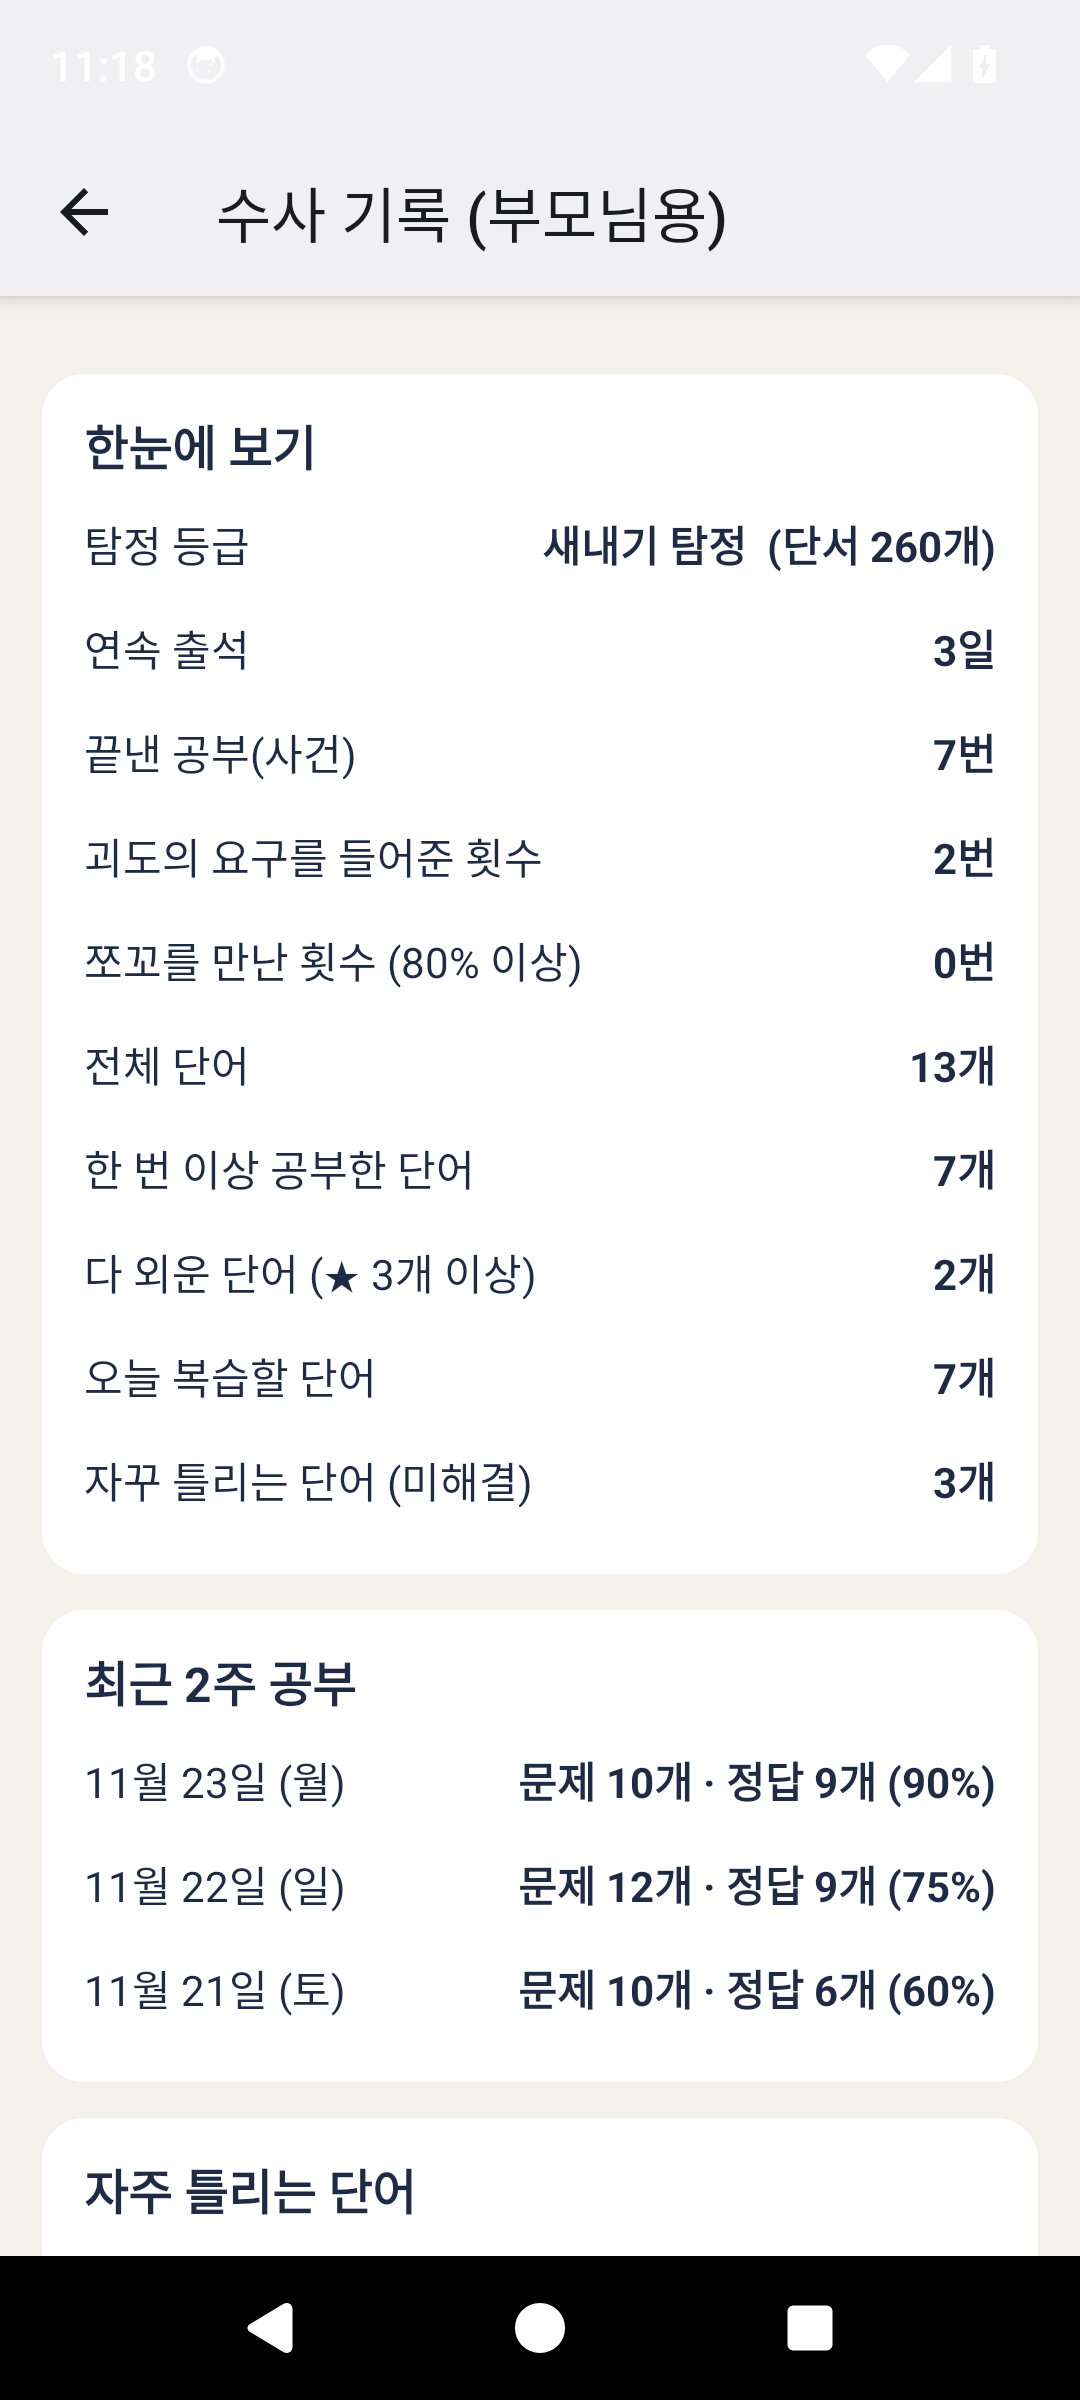 11:18
수사 기록 (부모님용)
한눈에 보기
탐정 등급 새내기 탐정 (단서 260개)
연속 출석 3일
끝낸 공부(사건) 7번
괴도의 요구를 들어준 횟수 2번
쪼꼬를 만난 횟수 (80% 이상) 0번
전체 단어 13개
한 번 이상 공부한 단어 7개
다 외운 단어 (★ 3개 이상) 2개
오늘 복습할 단어 7개
자꾸 틀리는 단어 (미해결) 3개
최근 2주 공부
11월 23일 (월) 문제 10개 · 정답 9개 (90%)
11월 22일 (일) 문제 12개 · 정답 9개 (75%)
11월 21일 (토) 문제 10개 · 정답 6개 (60%)
자주 틀리는 단어